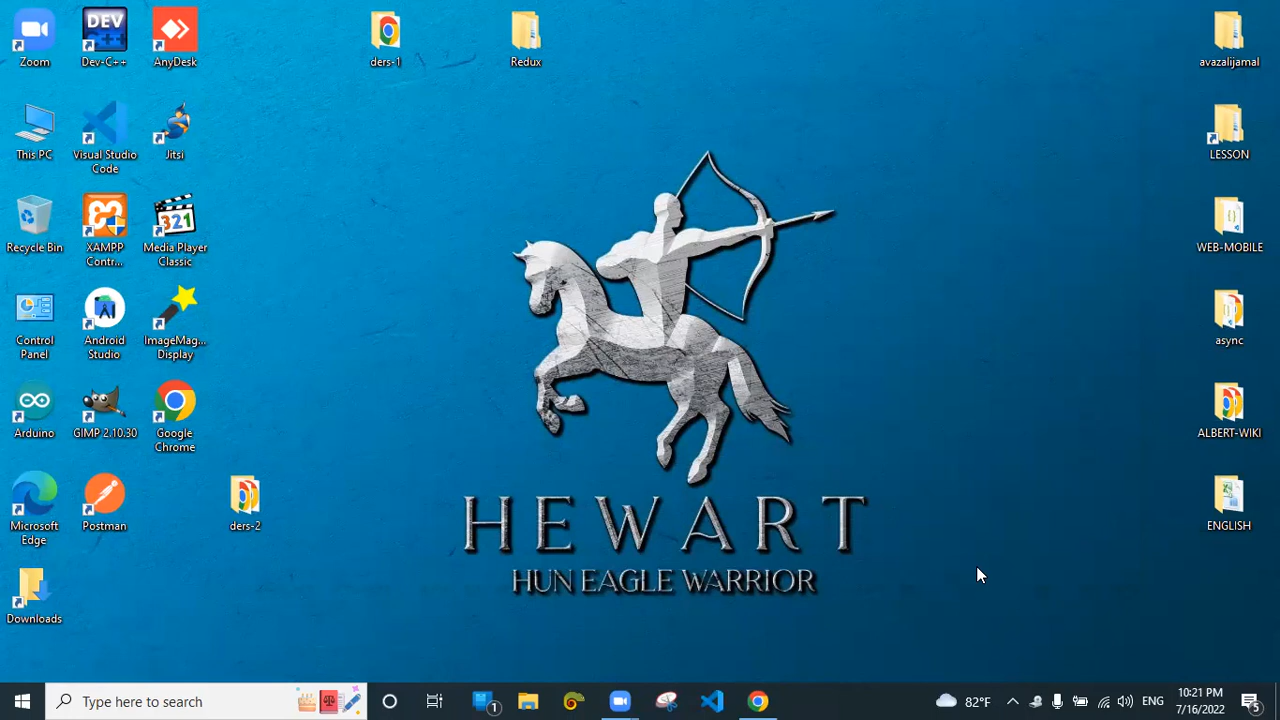 Zoom
Dev-C++
AnyDesk
ders-1
Redux
avazalijamal
This PC
Visual Studio
Code
Jitsi
LESSON
Recycle Bin
XAMPP
Contr...
Media Player
Classic
WEB-MOBILE
Control
Panel
Android
Studio
ImageMag...
Display
async
Arduino
GIMP 2.10.30
Google
Chrome
ALBERT-WIKI
Microsoft
Edge
Postman
ders-2
ENGLISH
Downloads
DEV
++
321
HEWART
HUN EAGLE WARRIOR
Type here to search
1
82°F
ENG
10:21 PM
7/16/2022
5